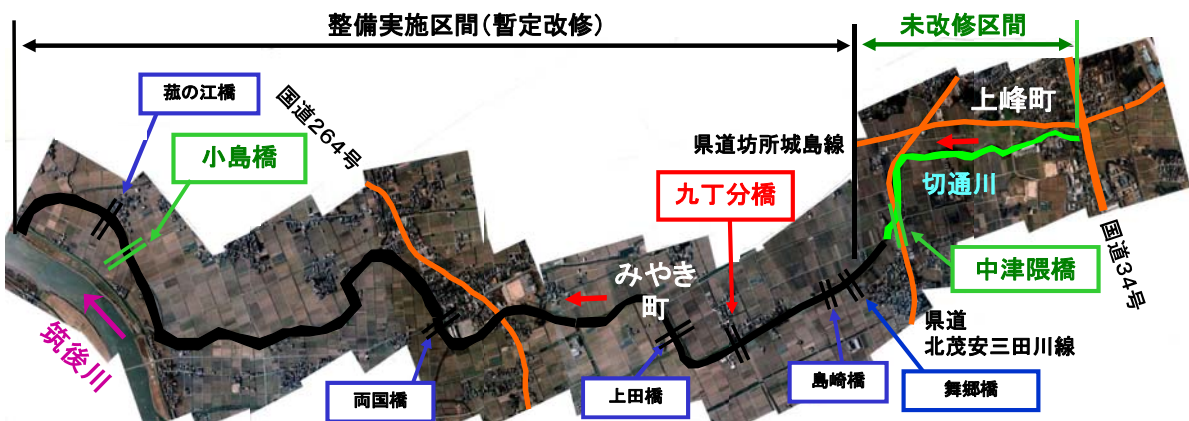 整備実施区間(暫定改修)
未改修区間
菰の江橋
国道264号
小島橋
上峰町
県道坊所城島線
九丁分橋
切通川
みやき
町
中津隈橋
国道34号
筑後川
県道
北茂安三田川線
両国橋
上田橋
島崎橋
舞郷橋